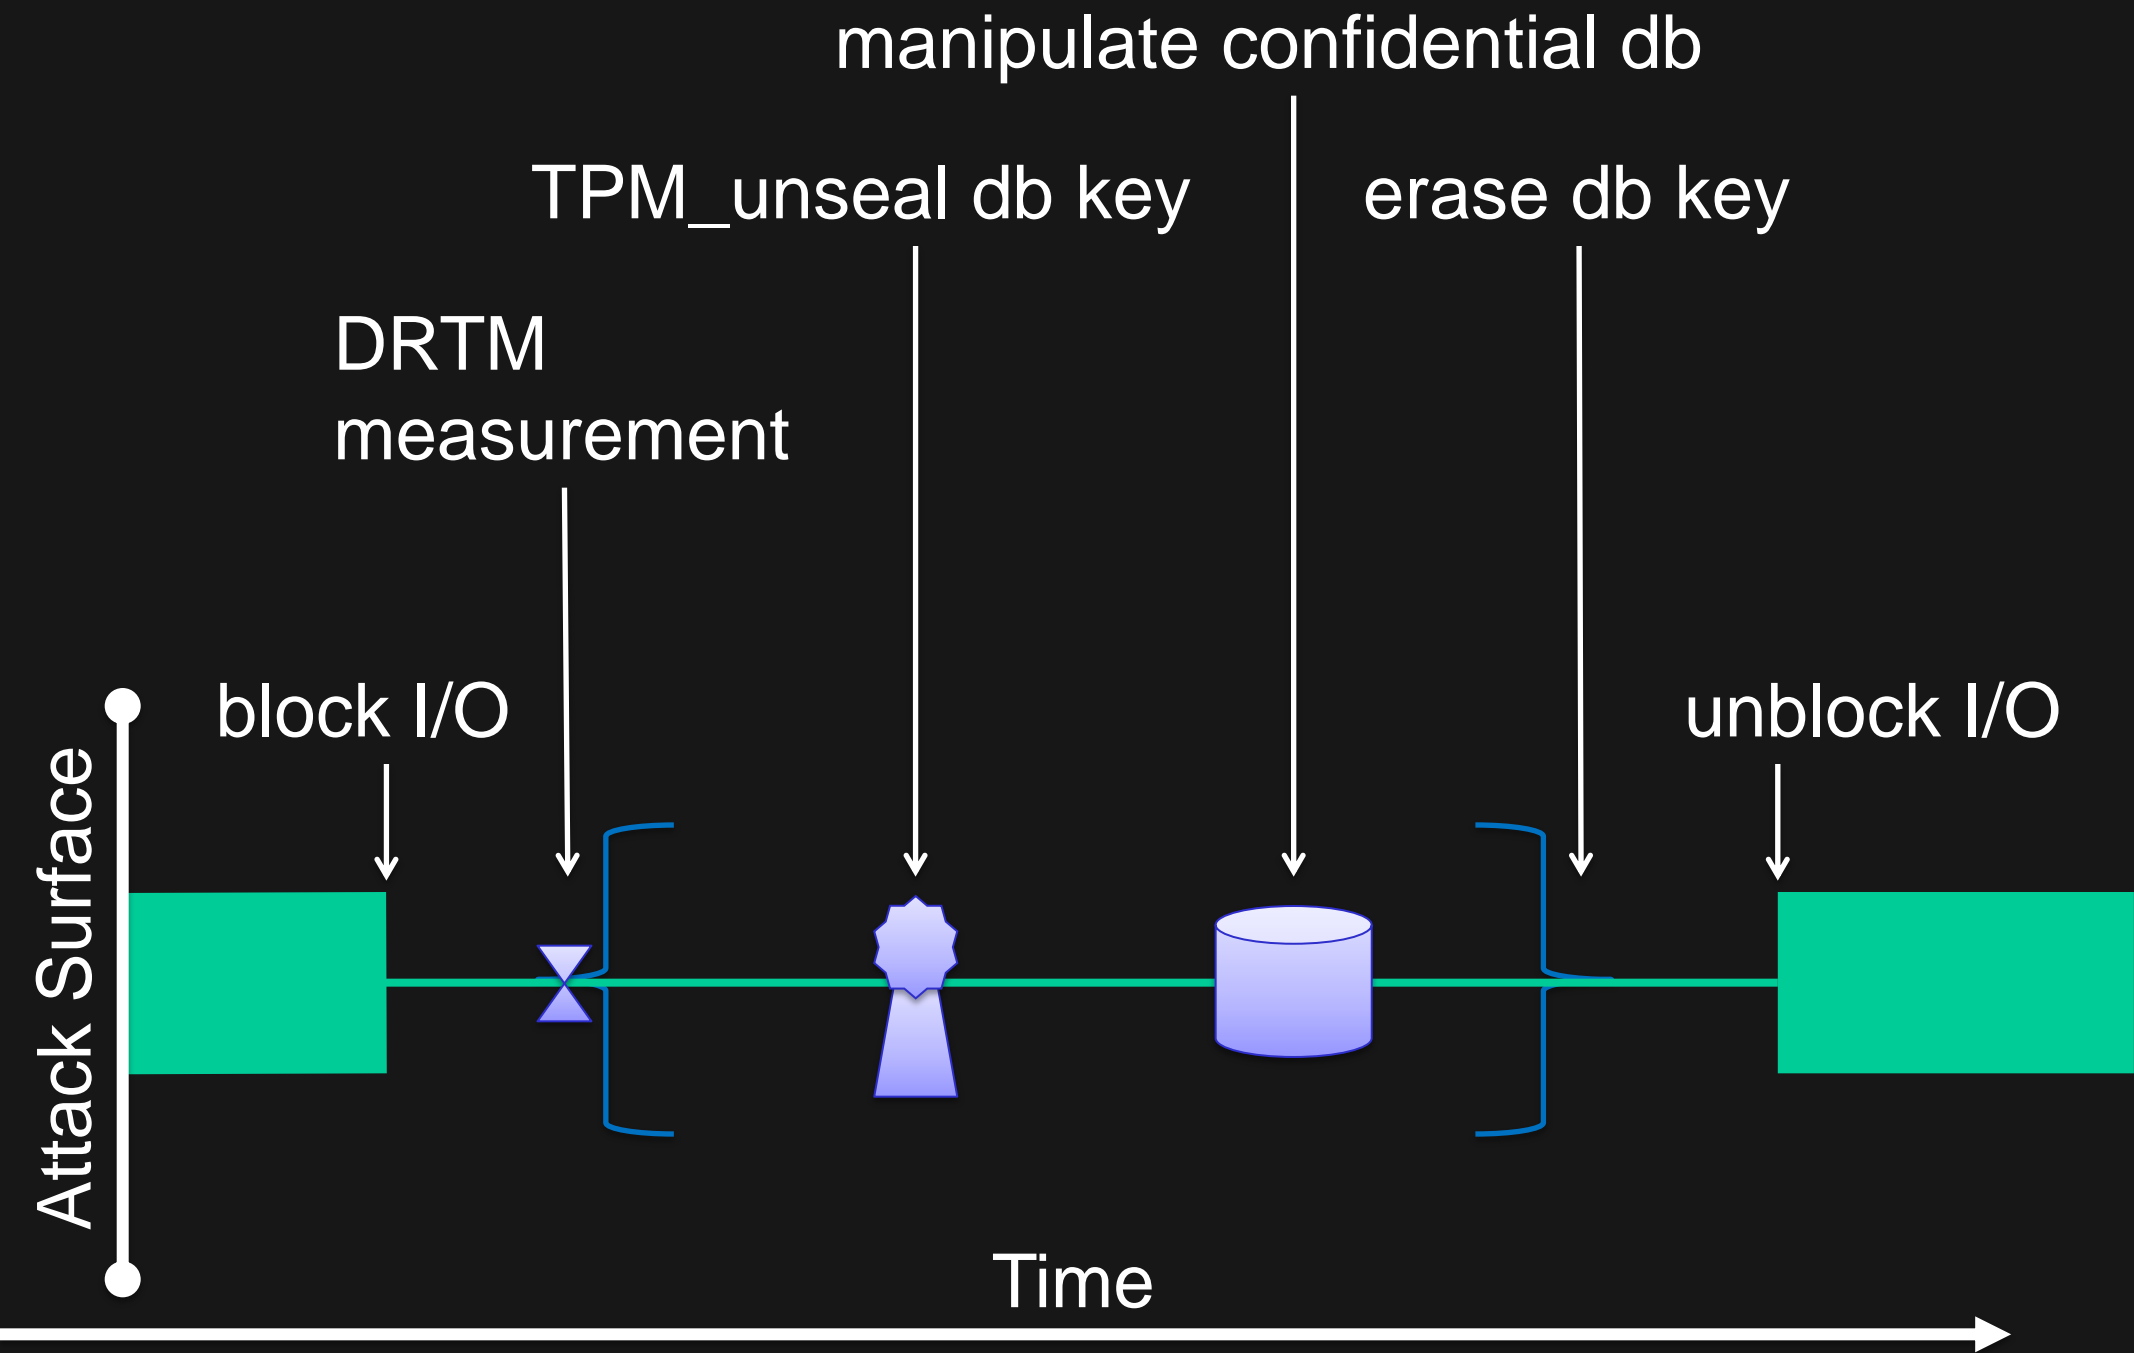 manipulate confidential db
TPM_unseal db key
erase db key
DRTM
measurement
block I/O
unblock I/O
Attack Surface
Time